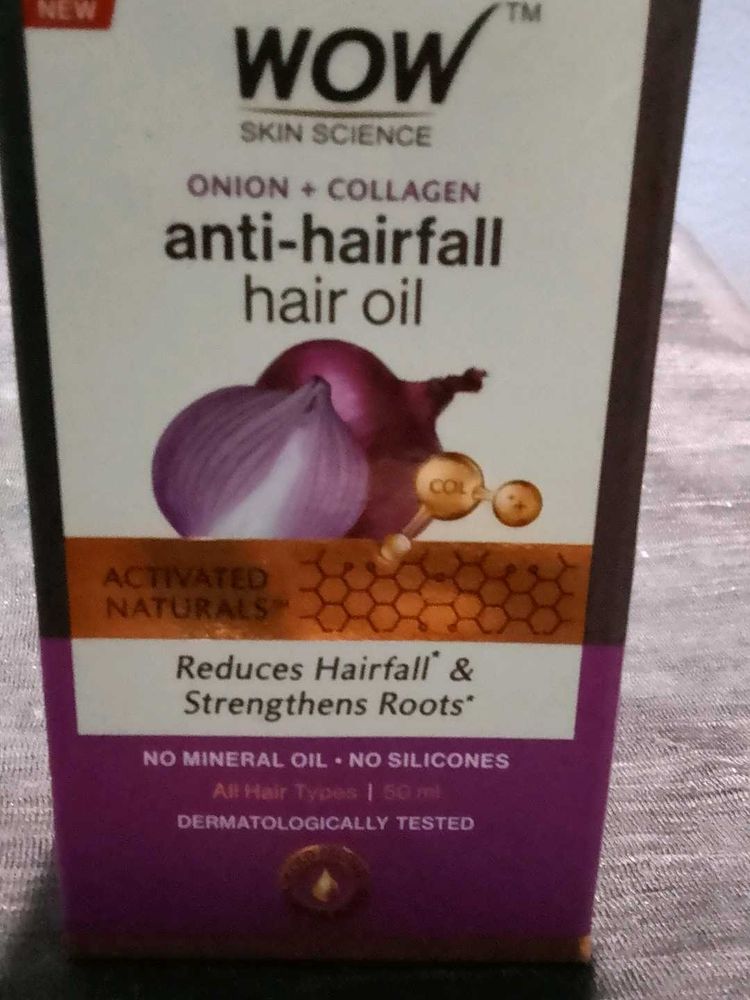 NEW
WOW™
SKIN SCIENCE
ONION + COLLAGEN
anti-hairfall
hair oil
COL
+
ACTIVATED
NATURALS™
Reduces Hairfall* &
Strengthens Roots*
NO MINERAL OIL • NO SILICONES
All Hair Types | 50 ml
DERMATOLOGICALLY TESTED